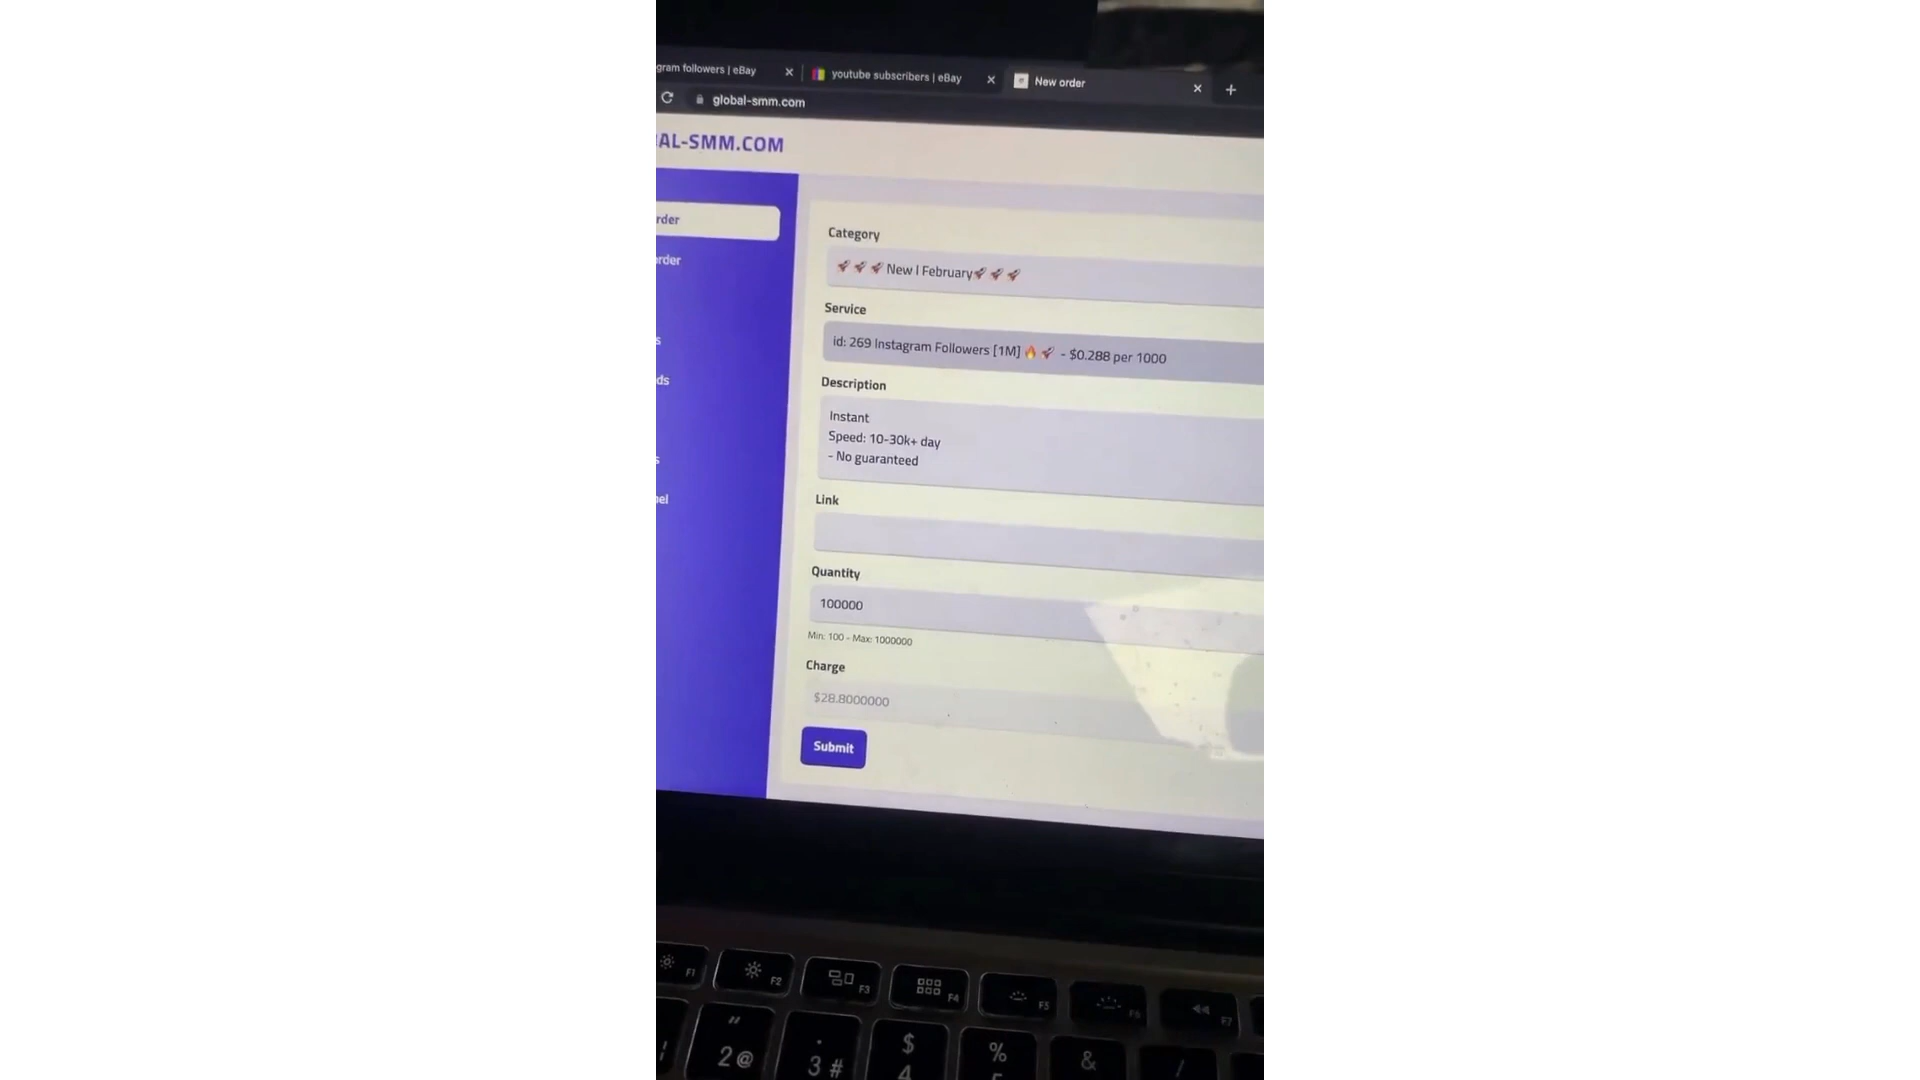 gram followers | eBay
youtube subscribers | eBay
New order
global-smm.com
AL-SMM.COM
rder
rder
s
ds
s
nel
Category
🚀🚀🚀New | February🚀🚀🚀
Service
id: 269 Instagram Followers [1M]🔥🚀 - $0.288 per 1000
Description
Instant
Speed: 10-30k+ day
- No guaranteed
Link
Quantity
100000
Min: 100 - Max: 1000000
Charge
$28.8000000
Submit
F1 F2 F3 F4 F5 F6 F7
" $ % & /
2 @ 3 # 4